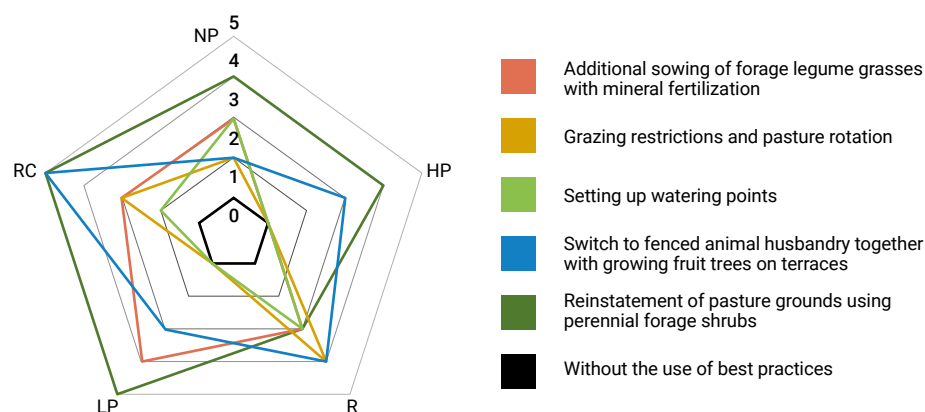 5
NP
4
3
HP
RC
2
1
0
LP
R
Additional sowing of forage legume grasses
with mineral fertilization
Grazing restrictions and pasture rotation
Setting up watering points
Switch to fenced animal husbandry together
with growing fruit trees on terraces
Reinstatement of pasture grounds using
perennial forage shrubs
Without the use of best practices